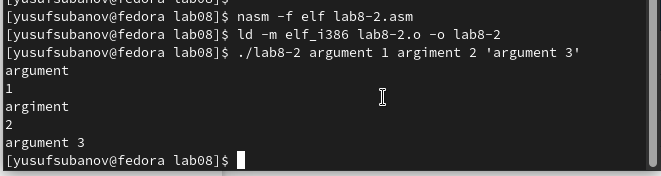 [yusufsubanov@fedora lab08]$ nasm -f elf lab8-2.asm
[yusufsubanov@fedora lab08]$ ld -m elf_i386 lab8-2.o -o lab8-2
[yusufsubanov@fedora lab08]$ ./lab8-2 argument 1 argiment 2 'argument 3'
argument
1
argiment
2
argument 3
[yusufsubanov@fedora lab08]$